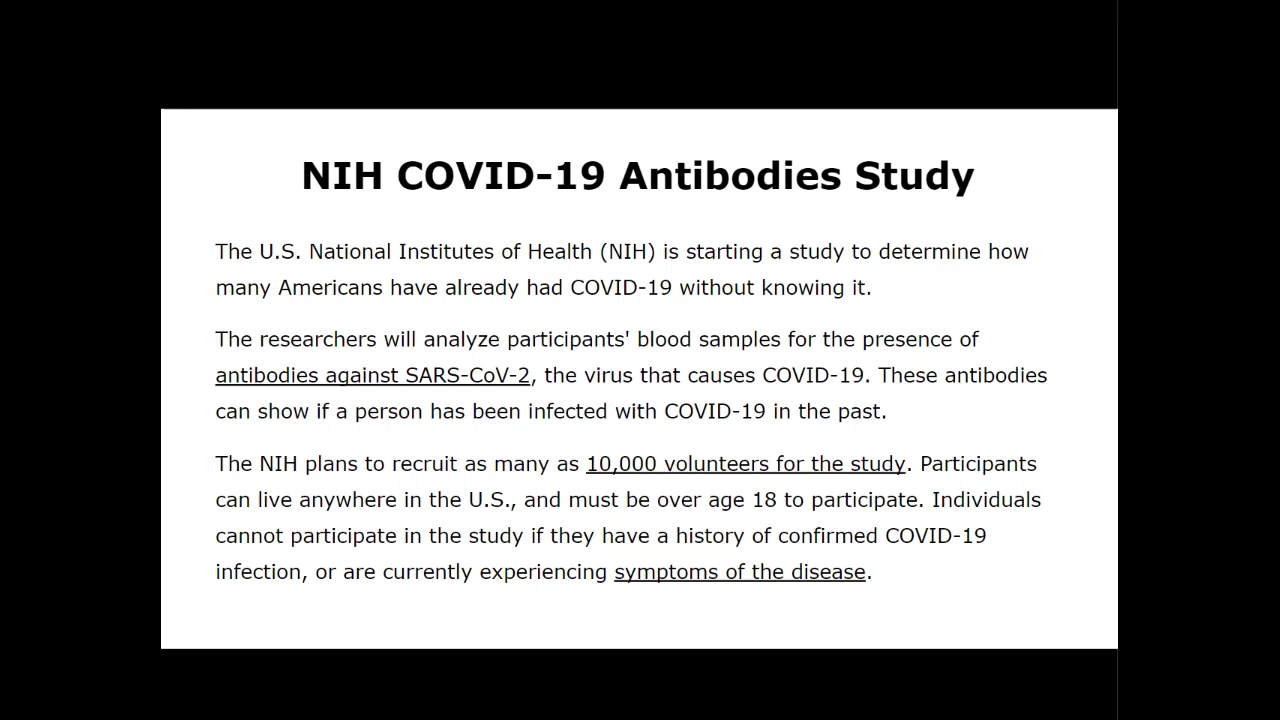 NIH COVID-19 Antibodies Study
The U.S. National Institutes of Health (NIH) is starting a study to determine how
many Americans have already had COVID-19 without knowing it.
The researchers will analyze participants' blood samples for the presence of
antibodies against SARS-CoV-2, the virus that causes COVID-19. These antibodies
can show if a person has been infected with COVID-19 in the past.
The NIH plans to recruit as many as 10,000 volunteers for the study. Participants
can live anywhere in the U.S., and must be over age 18 to participate. Individuals
cannot participate in the study if they have a history of confirmed COVID-19
infection, or are currently experiencing symptoms of the disease.